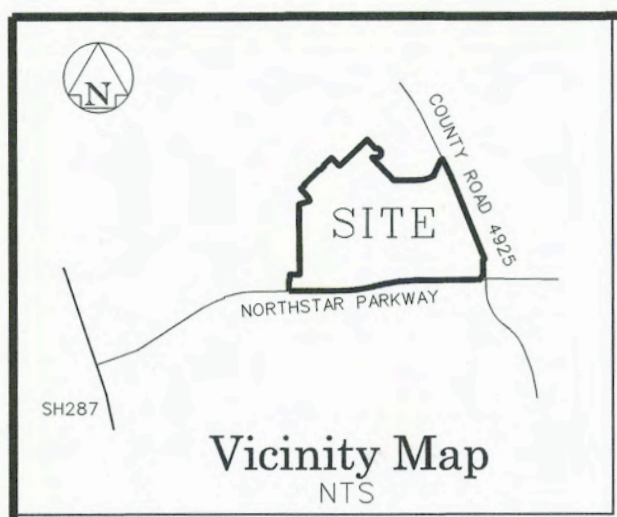 N
COUNTY ROAD 4925
SITE
NORTHSTAR PARKWAY
SH287
Vicinity Map
NTS